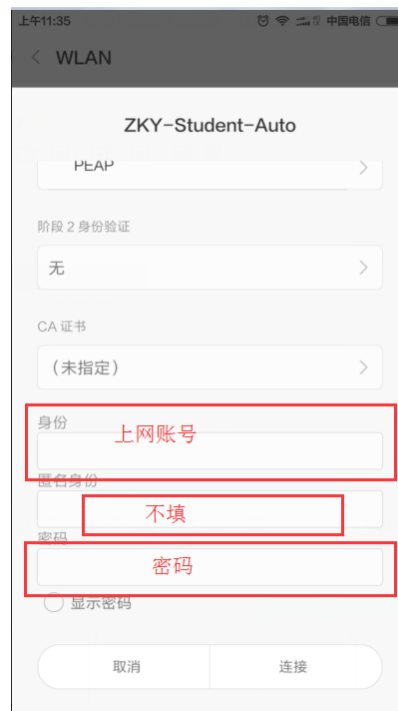 上午11:35 中国电信
WLAN
ZKY-Student-Auto
PEAP
阶段 2 身份验证
无
CA 证书
(未指定)
身份
上网账号
匿名身份
不填
密码
密码
显示密码
取消 连接